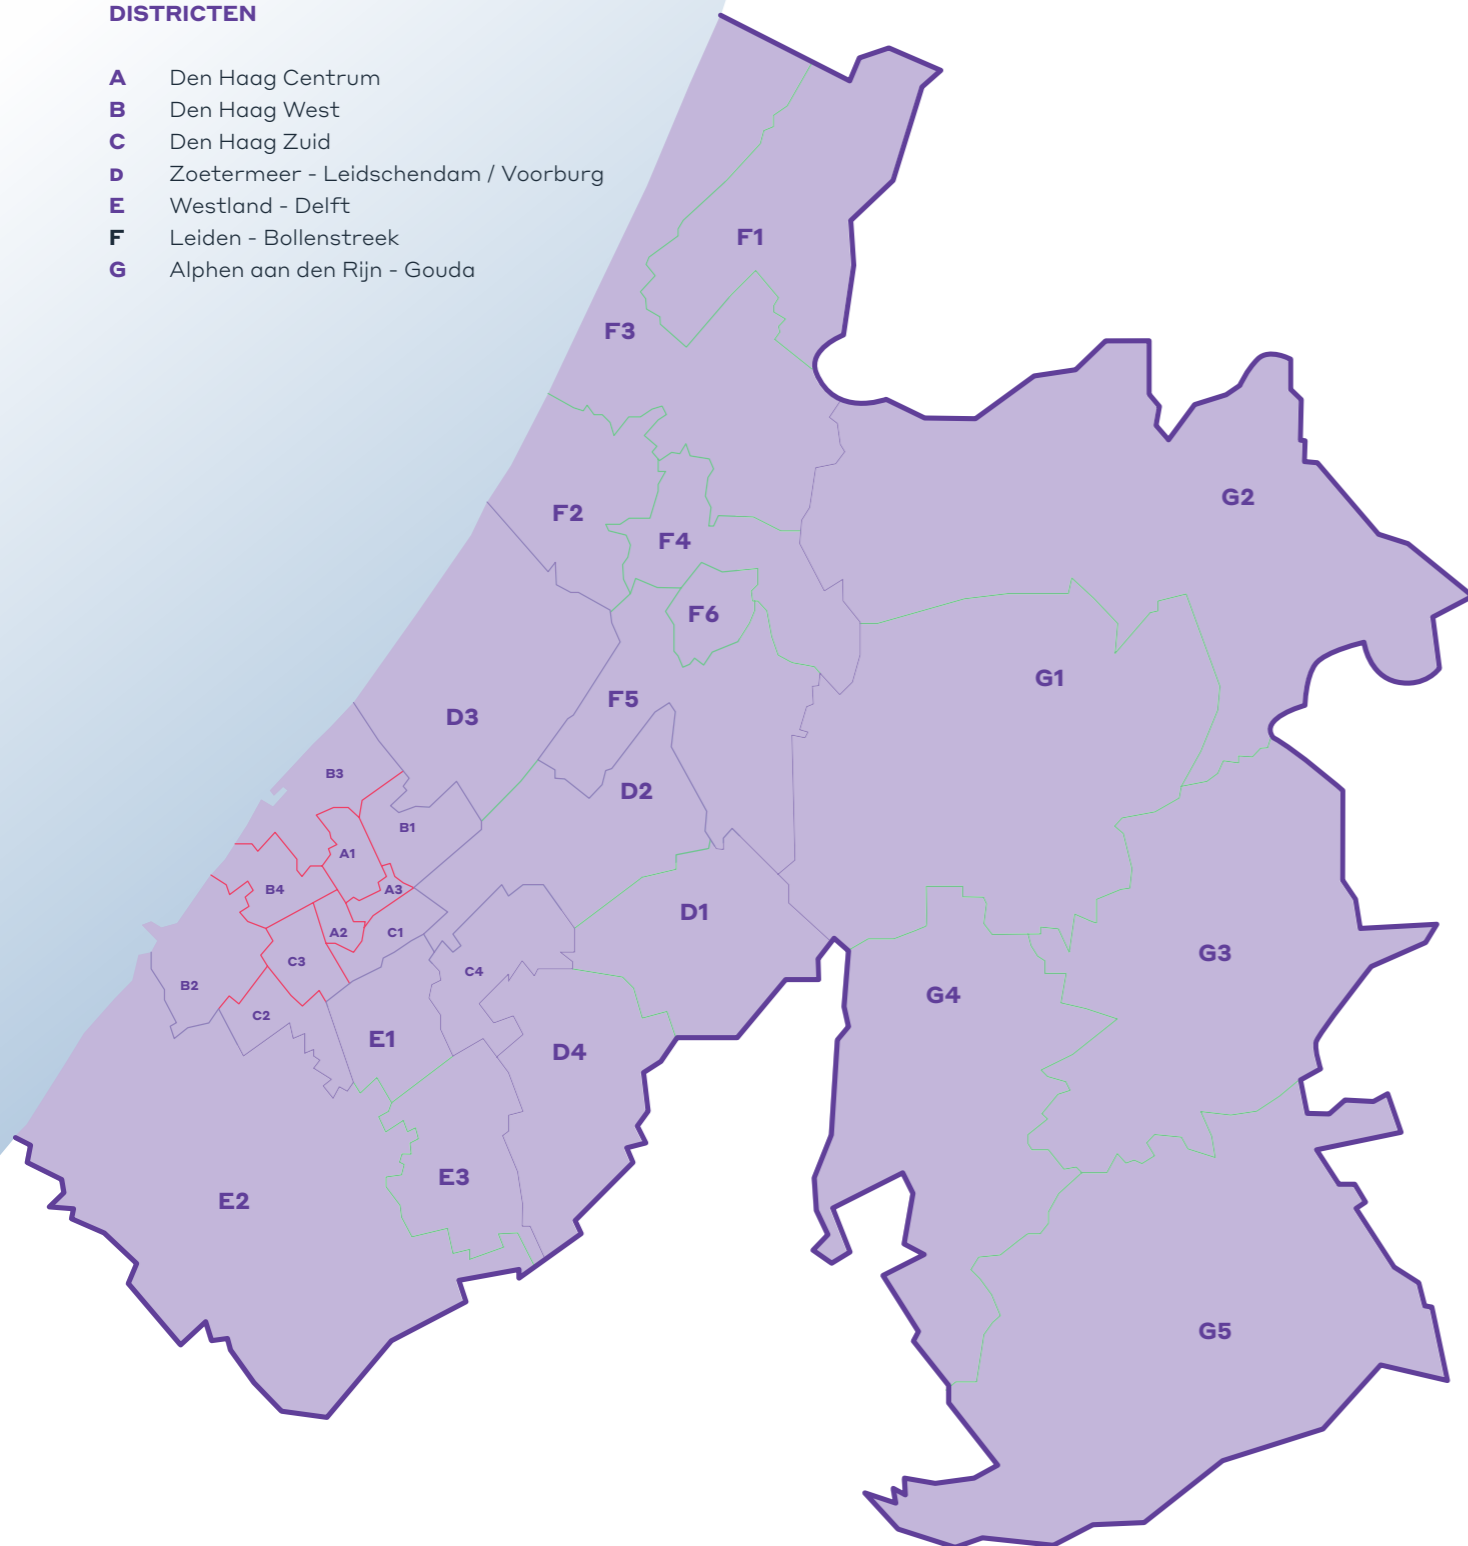 DISTRICTEN
A Den Haag Centrum
B Den Haag West
C Den Haag Zuid
D Zoetermeer - Leidschendam / Voorburg
E Westland - Delft
F Leiden - Bollenstreek
G Alphen aan den Rijn - Gouda
F1
F3
G2
F2
F4
F6
G1
F5
D3
B3
D2
B1
A1
B4
A3
D1
A2
C1
G3
C3
C4
B2
G4
C2
E1
D4
E3
E2
G5